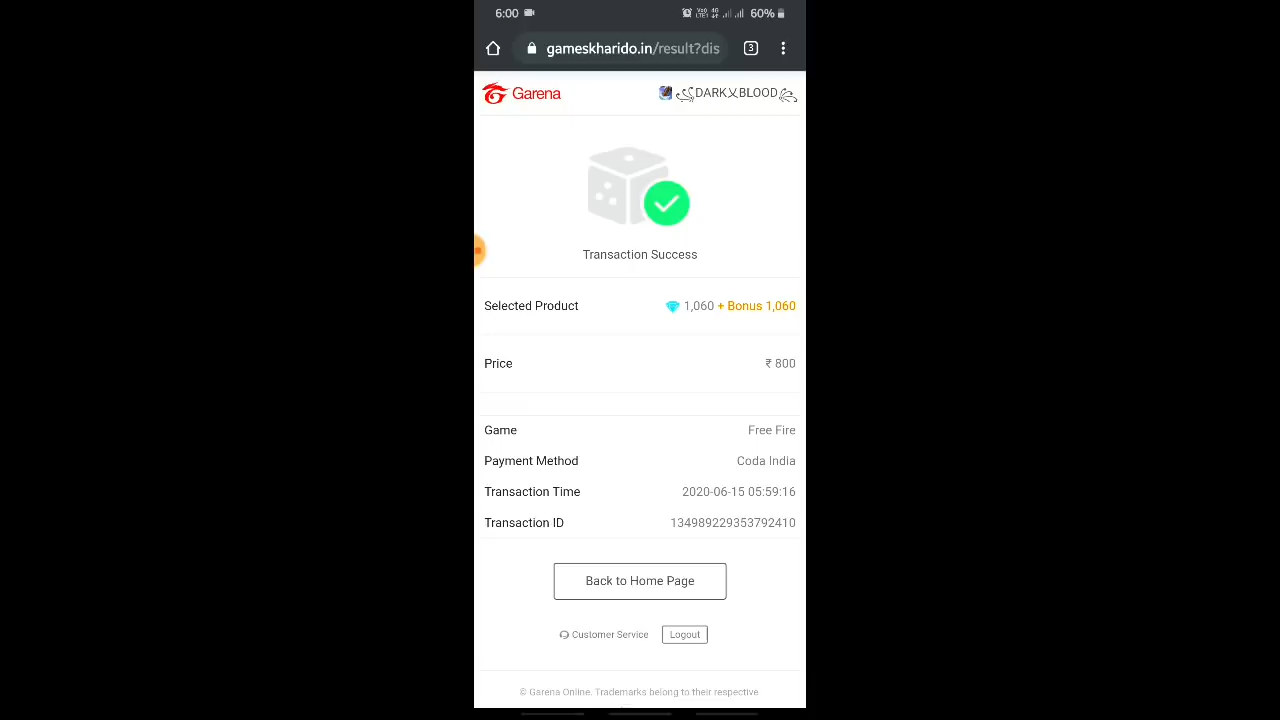 6:00 60%
gameskharido.in/result?dis 3
Garena DARK乂BLOOD
Transaction Success
Selected Product 1,060 + Bonus 1,060
Price ₹ 800
Game Free Fire
Payment Method Coda India
Transaction Time 2020-06-15 05:59:16
Transaction ID 134989229353792410
Back to Home Page
Customer Service Logout
© Garena Online. Trademarks belong to their respective